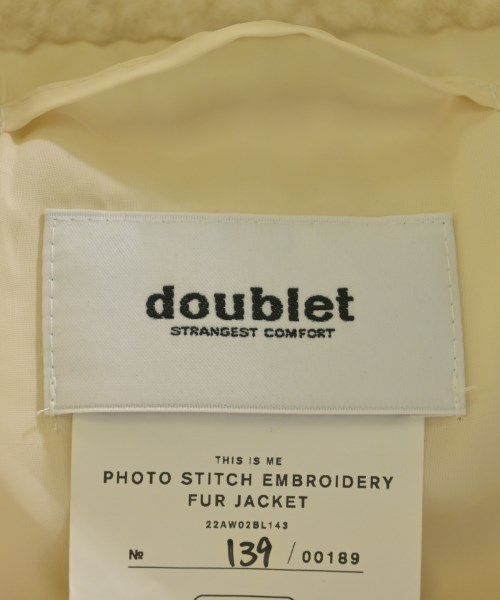 doublet
STRANGEST COMFORT
THIS IS ME
PHOTO STITCH EMBROIDERY
FUR JACKET
22AW02BL143
№ 139 / 00189